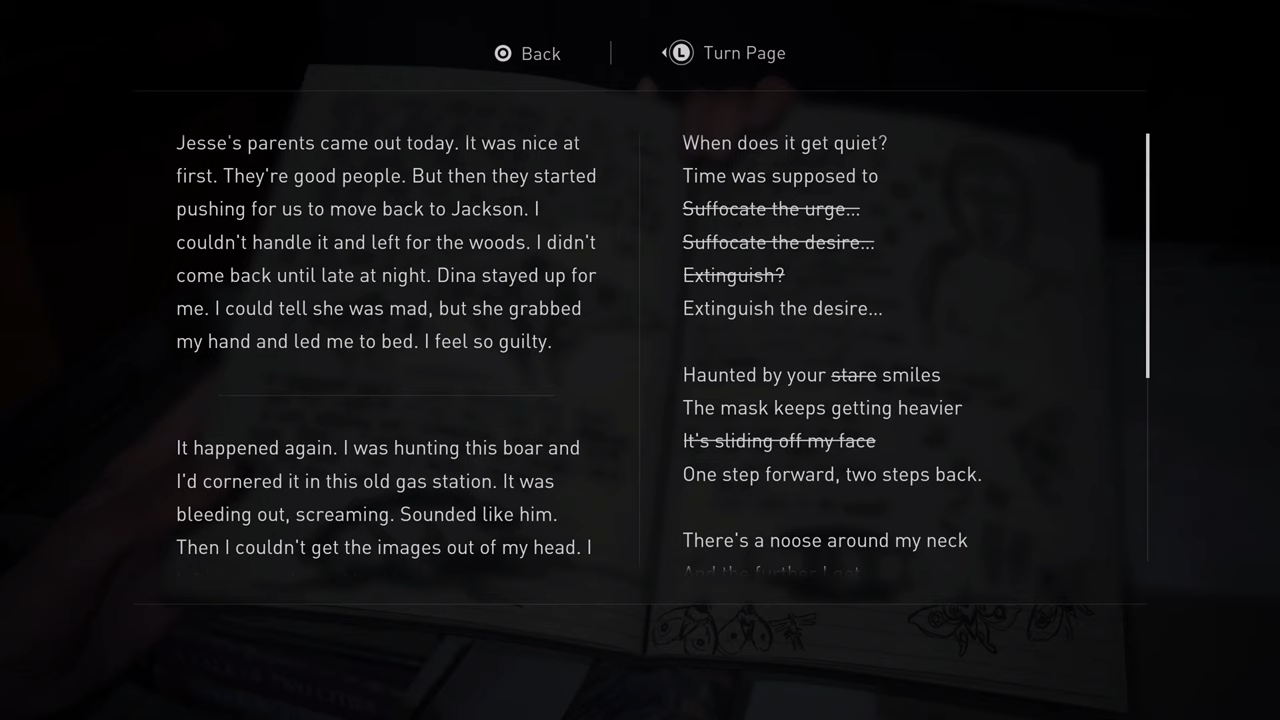 Back
Turn Page
Jesse's parents came out today. It was nice at
first. They're good people. But then they started
pushing for us to move back to Jackson. I
couldn't handle it and left for the woods. I didn't
come back until late at night. Dina stayed up for
me. I could tell she was mad, but she grabbed
my hand and led me to bed. I feel so guilty.
It happened again. I was hunting this boar and
I'd cornered it in this old gas station. It was
bleeding out, screaming. Sounded like him.
Then I couldn't get the images out of my head. I
When does it get quiet?
Time was supposed to
Suffocate the urge...
Suffocate the desire...
Extinguish?
Extinguish the desire...
Haunted by your stare smiles
The mask keeps getting heavier
It's sliding off my face
One step forward, two steps back.
There's a noose around my neck
And the further I get